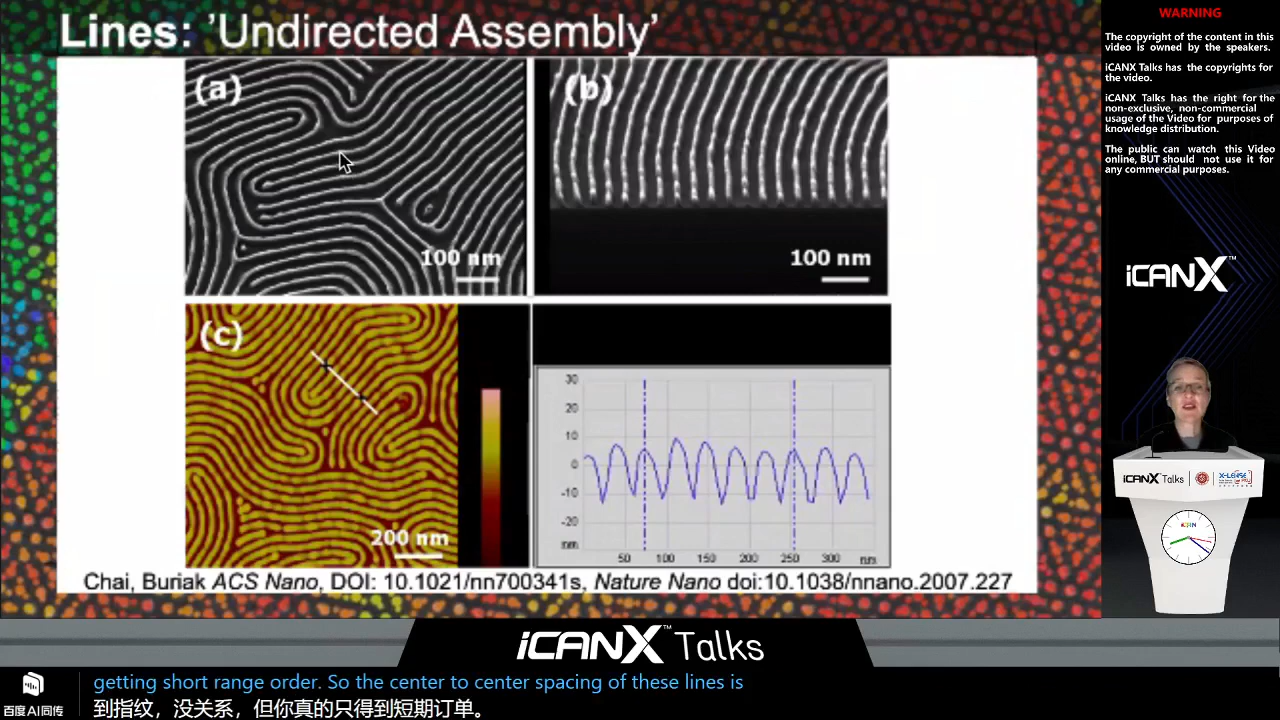 Lines: 'Undirected Assembly'
(a)
100 nm
(b)
100 nm
(c)
200 nm
30
20
10
0
-10
-20
nm
50 100 150 200 250 300 nm
Chai, Buriak ACS Nano, DOI: 10.1021/nn700341s, Nature Nano doi:10.1038/nnano.2007.227
WARNING
The copyright of the content in this
video is owned by the speakers.
iCANX Talks has the copyrights for
the video.
iCANX Talks has the right for the
non-exclusive, non-commercial
usage of the Video for purposes of
knowledge distribution.
The public can watch this Video
online, BUT should not use it for
any commercial purposes.
iCANX™
iCANX Talks
iCANX™ Talks
百度AI同传
getting short range order. So the center to center spacing of these lines is
到指纹，没关系，但你真的只得到短期订单。